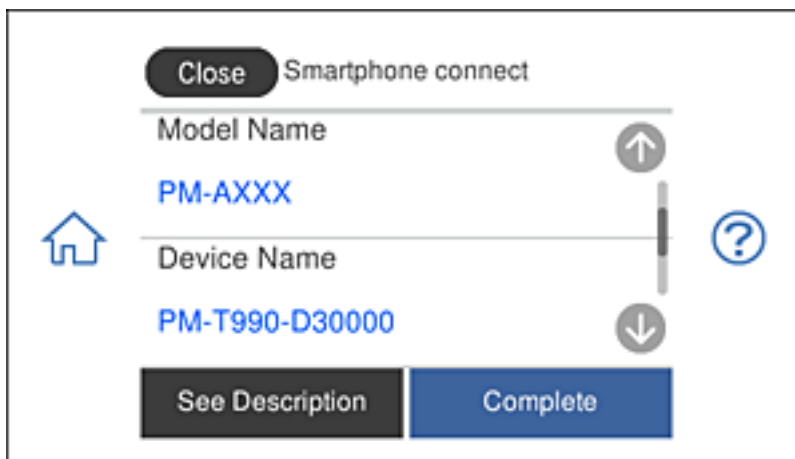 Close Smartphone connect
Model Name
PM-AXXX
Device Name
PM-T990-D30000
See Description Complete